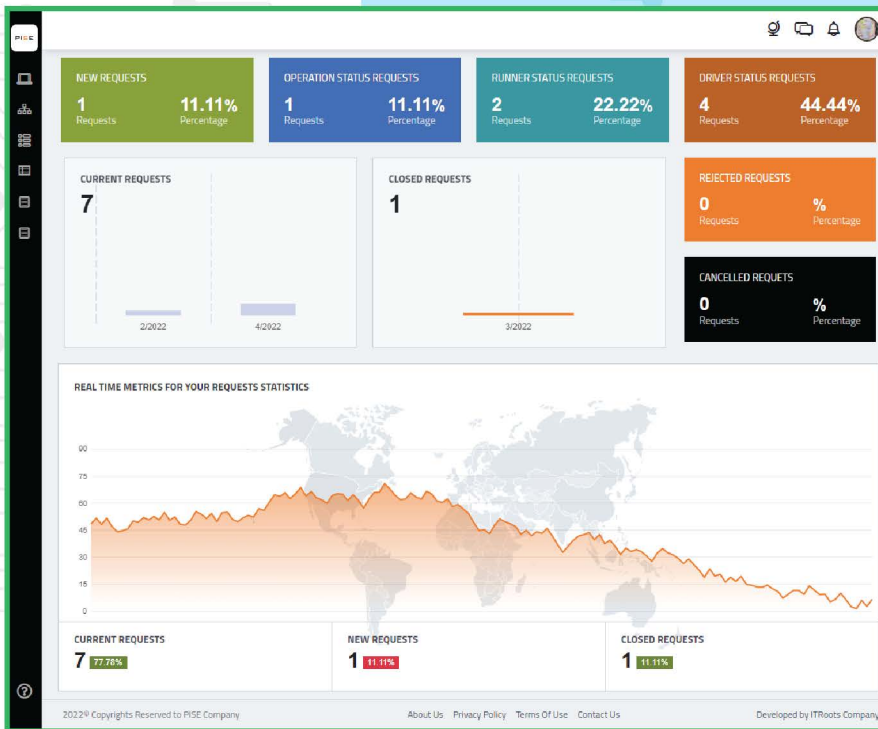 PISE
NEW REQUESTS
1 11.11%
Requests Percentage
OPERATION STATUS REQUESTS
1 11.11%
Requests Percentage
RUNNER STATUS REQUESTS
2 22.22%
Requests Percentage
DRIVER STATUS REQUESTS
4 44.44%
Requests Percentage
CURRENT REQUESTS
7
2/2022 4/2022
CLOSED REQUESTS
1
3/2022
REJECTED REQUESTS
0 %
Requests Percentage
CANCELLED REQUETS
0 %
Requests Percentage
REAL TIME METRICS FOR YOUR REQUESTS STATISTICS
90
75
60
45
30
15
0
CURRENT REQUESTS
7 77.78%
NEW REQUESTS
1 11.11%
CLOSED REQUESTS
1 11.11%
2022© Copyrights Reserved to PISE Company
About Us Privacy Policy Terms Of Use Contact Us
Developed by ITRoots Company